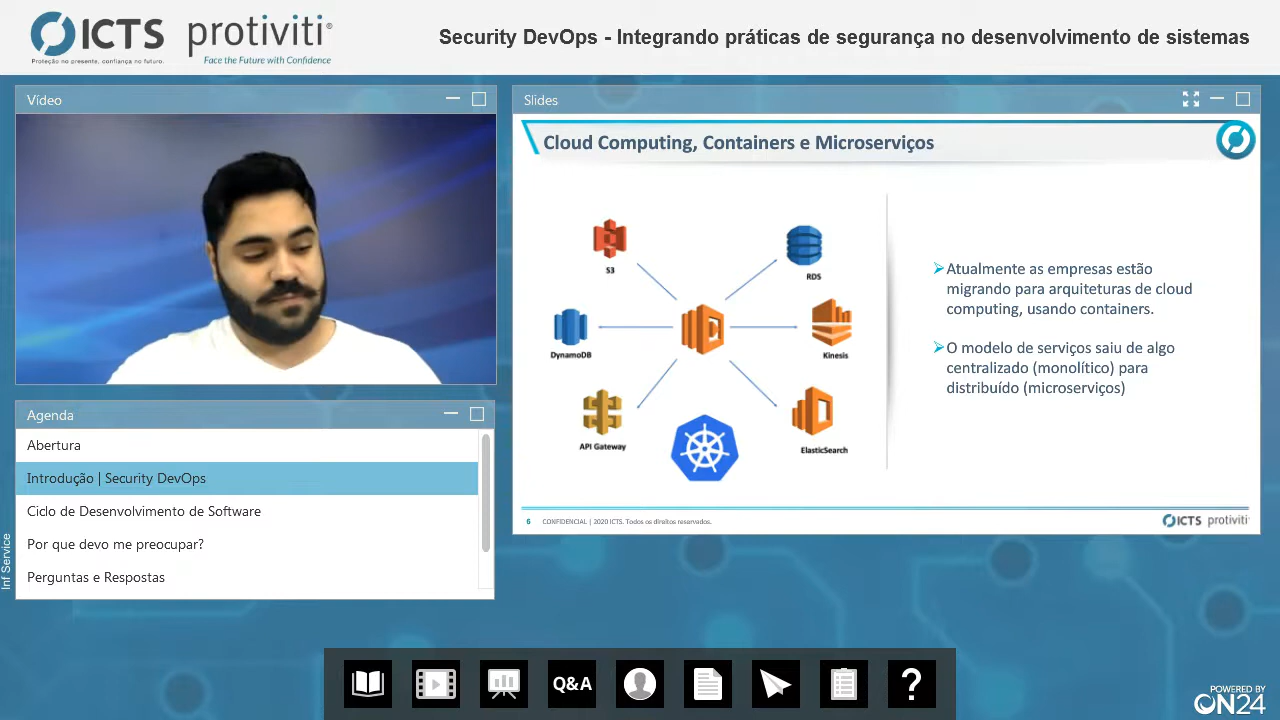 ICTS
Proteção no presente, confiança no futuro.
protiviti®
Face the Future with Confidence
Security DevOps - Integrando práticas de segurança no desenvolvimento de sistemas
Vídeo
Slides
Cloud Computing, Containers e Microserviços
S3
RDS
DynamoDB
Kinesis
API Gateway
ElasticSearch
Atualmente as empresas estão
migrando para arquiteturas de cloud
computing, usando containers.
O modelo de serviços saiu de algo
centralizado (monolítico) para
distribuído (microserviços)
6 CONFIDENCIAL | 2020 ICTS. Todos os direitos reservados.
ICTS protiviti
Agenda
Abertura
Introdução | Security DevOps
Ciclo de Desenvolvimento de Software
Por que devo me preocupar?
Perguntas e Respostas
Inf Service
Q&A
?
POWERED BY
ON24